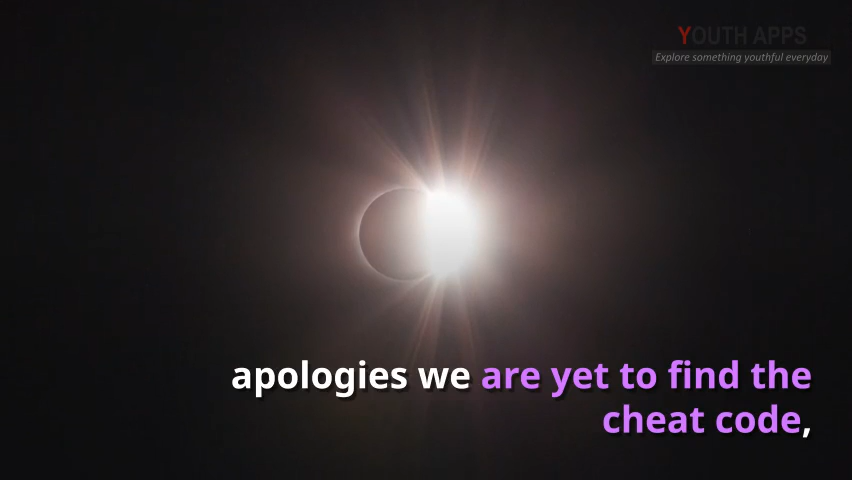 YOUTH APPS
Explore something youthful everyday
apologies we are yet to find the
cheat code,